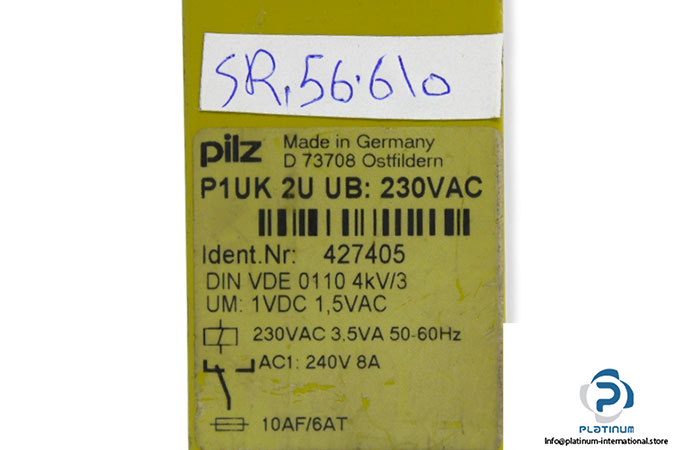 SR.56.610
pilz Made in Germany
D 73708 Ostfildern
P1UK 2U UB: 230VAC
Ident.Nr: 427405
DIN VDE 0110 4kV/3
UM: 1VDC 1,5VAC
230VAC 3.5VA 50-60Hz
AC1: 240V 8A
10AF/6AT
PLATINUM
Info@platinum-international.store